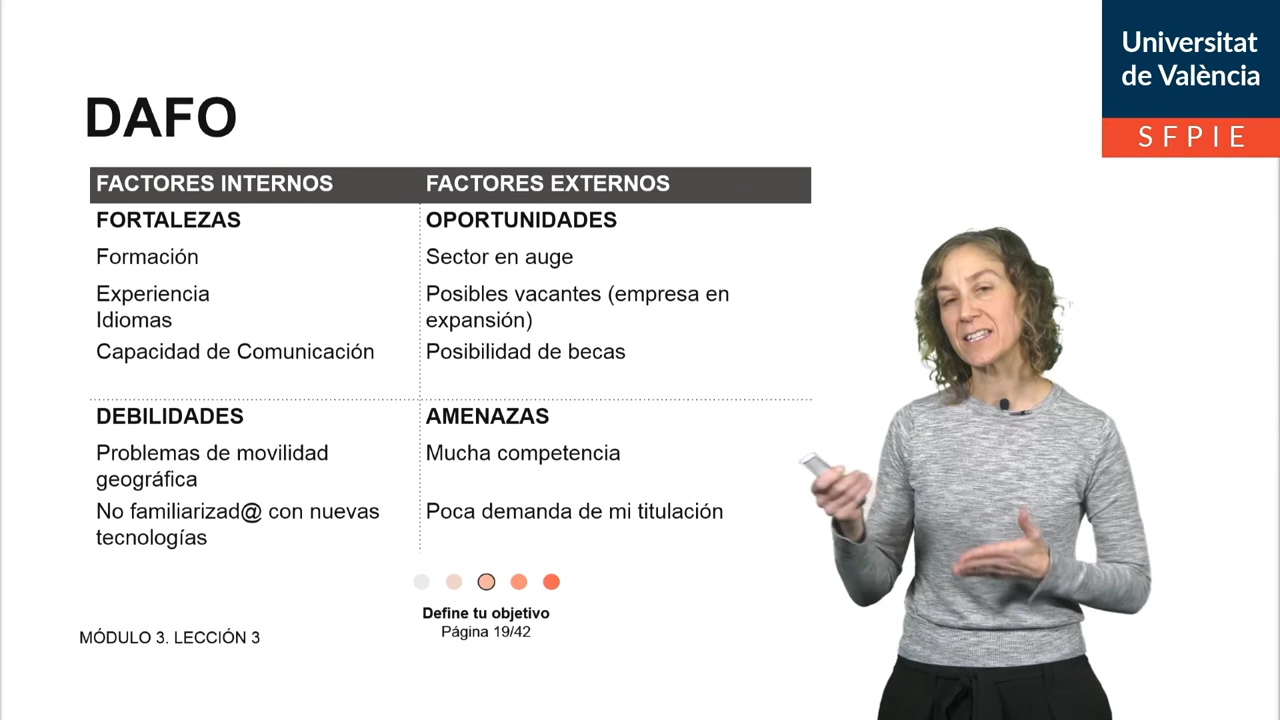 Universitat
de València
SFPIE
DAFO
FACTORES INTERNOS
FACTORES EXTERNOS
FORTALEZAS
Formación
Experiencia
Idiomas
Capacidad de Comunicación
OPORTUNIDADES
Sector en auge
Posibles vacantes (empresa en
expansión)
Posibilidad de becas
DEBILIDADES
Problemas de movilidad
geográfica
No familiarizad@ con nuevas
tecnologías
AMENAZAS
Mucha competencia
Poca demanda de mi titulación
Define tu objetivo
Página 19/42
MÓDULO 3. LECCIÓN 3